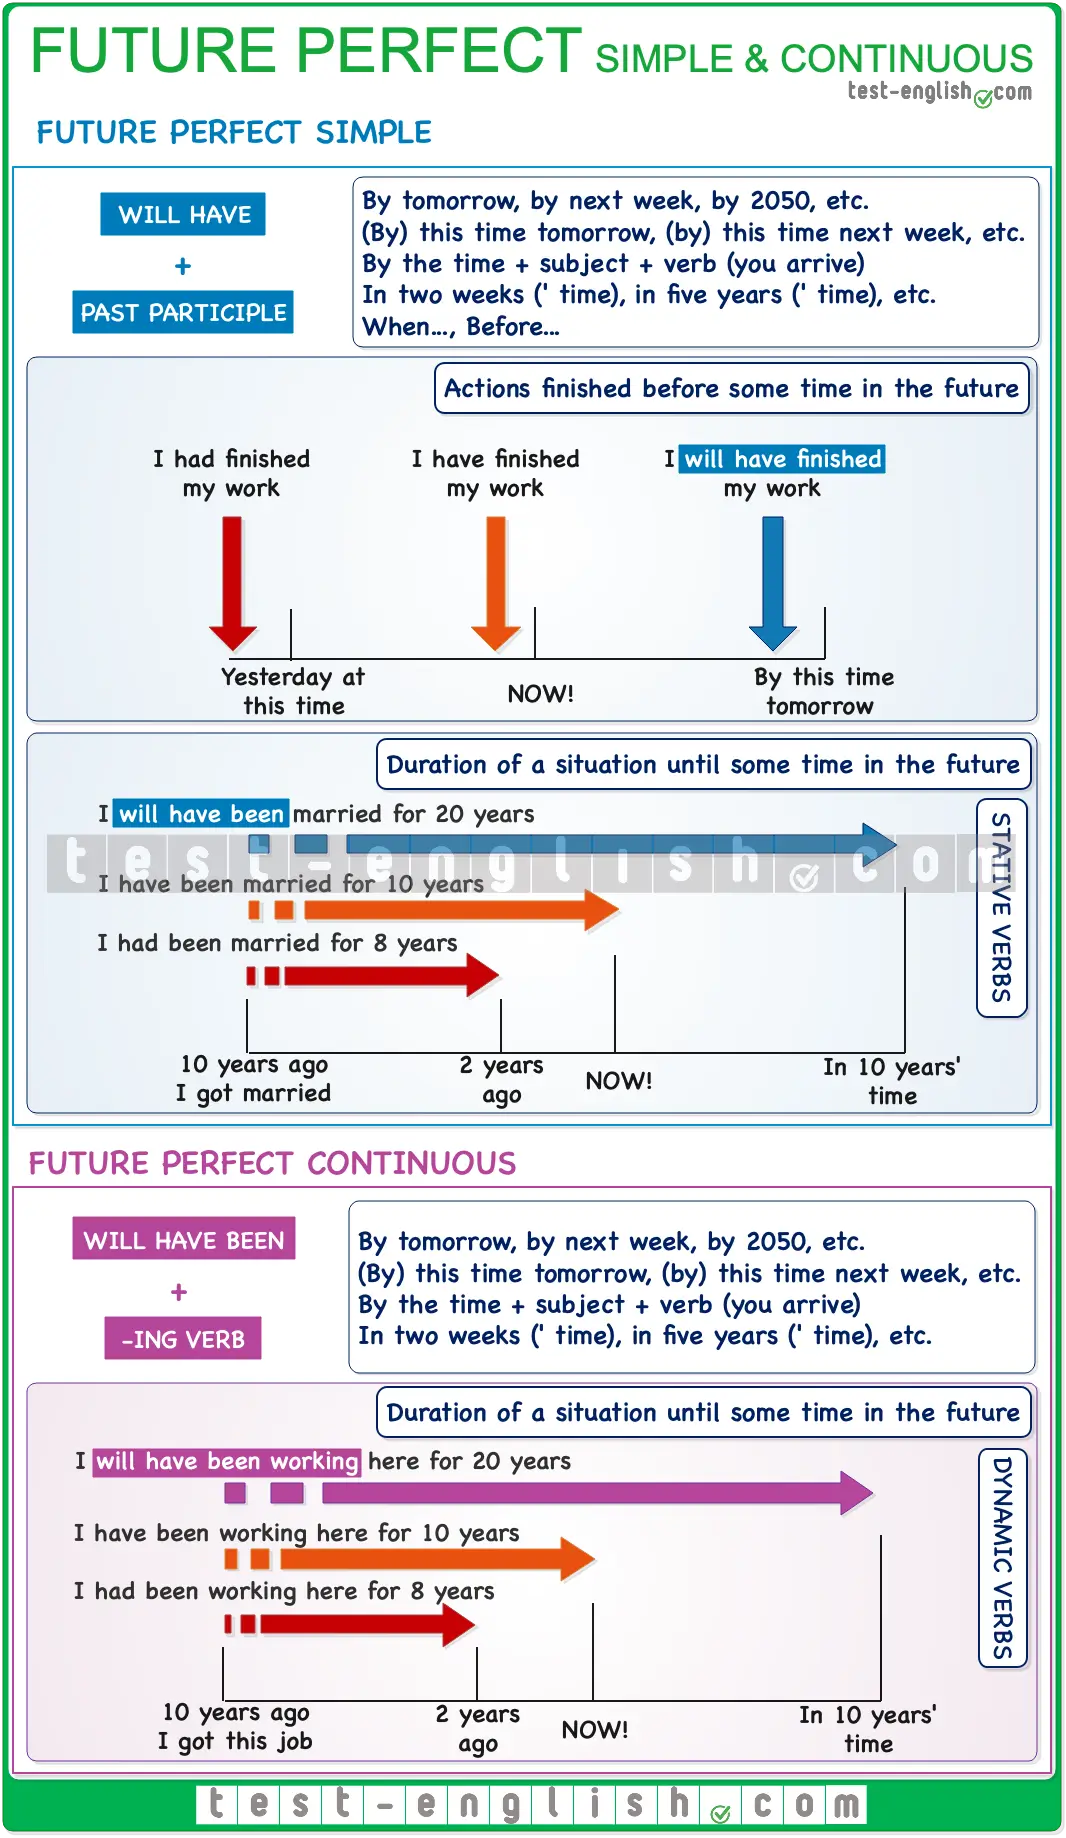 FUTURE PERFECT SIMPLE & CONTINUOUS
test-english.com
FUTURE PERFECT SIMPLE
WILL HAVE
+
PAST PARTICIPLE
By tomorrow, by next week, by 2050, etc.
(By) this time tomorrow, (by) this time next week, etc.
By the time + subject + verb (you arrive)
In two weeks (' time), in five years (' time), etc.
When..., Before...
Actions finished before some time in the future
I had finished
my work
I have finished
my work
I will have finished
my work
Yesterday at
this time
NOW!
By this time
tomorrow
Duration of a situation until some time in the future
I will have been married for 20 years
test-english.com
I have been married for 10 years
I had been married for 8 years
STATIVE VERBS
10 years ago
I got married
2 years
ago
NOW!
In 10 years'
time
FUTURE PERFECT CONTINUOUS
WILL HAVE BEEN
+
-ING VERB
By tomorrow, by next week, by 2050, etc.
(By) this time tomorrow, (by) this time next week, etc.
By the time + subject + verb (you arrive)
In two weeks (' time), in five years (' time), etc.
Duration of a situation until some time in the future
I will have been working here for 20 years
I have been working here for 10 years
I had been working here for 8 years
DYNAMIC VERBS
10 years ago
I got this job
2 years
ago
NOW!
In 10 years'
time
test-english.com